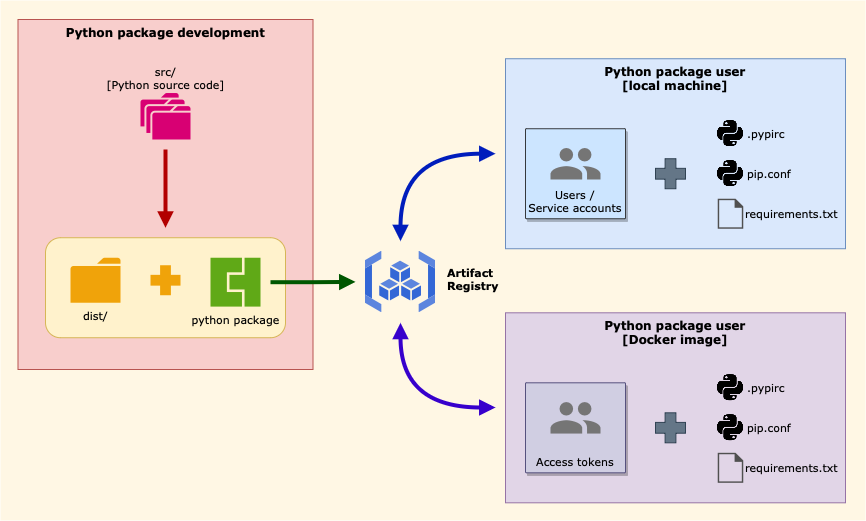 Python package development
src/
[Python source code]
dist/
python package
Artifact
Registry
Python package user
[local machine]
Users /
Service accounts
.pypirc
pip.conf
requirements.txt
Python package user
[Docker image]
Access tokens
.pypirc
pip.conf
requirements.txt